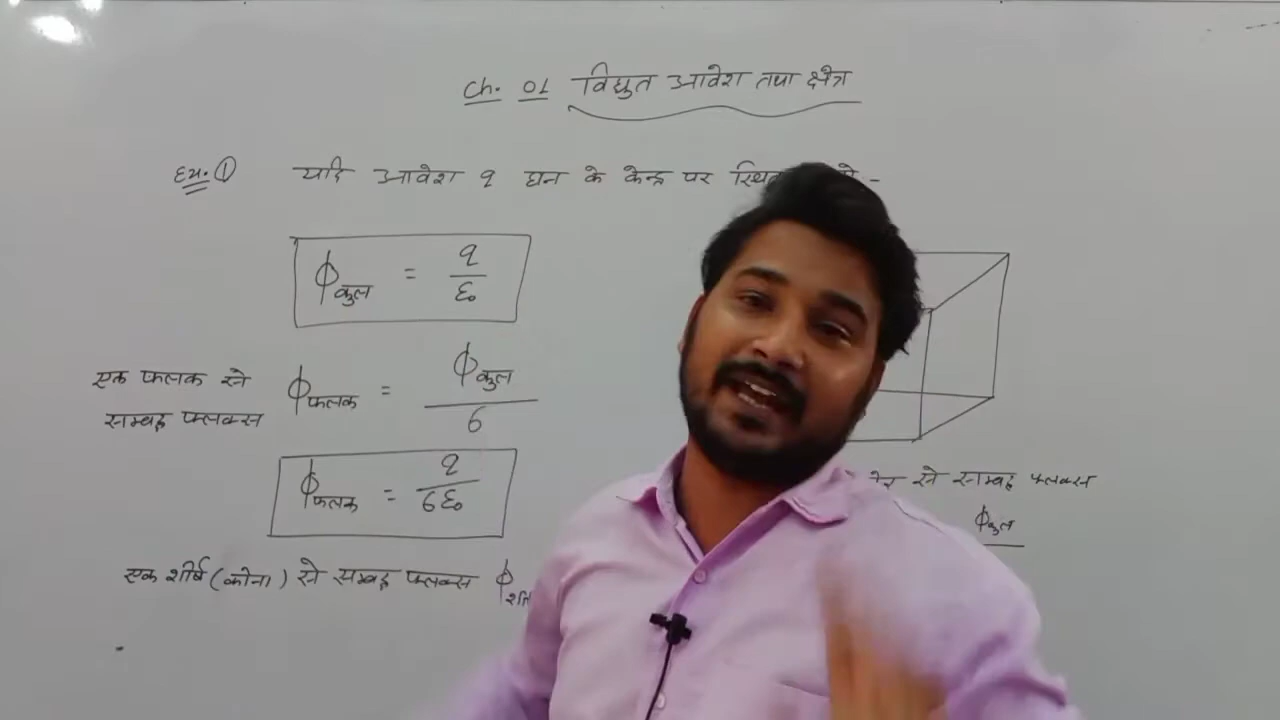 Ch. 01 विद्युत आवेश तथा क्षेत्र
Ex. ① यदि आवेश q घन के केन्द्र पर -
ϕकुल = q/ε₀
एक फलक से
सम्बद्ध फ्लक्स
ϕफलक = ϕकुल/6
ϕफलक = q/6ε₀
से सम्बद्ध फ्लक्स
ϕकुल
एक शीर्ष (कोना) से सम्बद्ध फ्लक्स ϕ